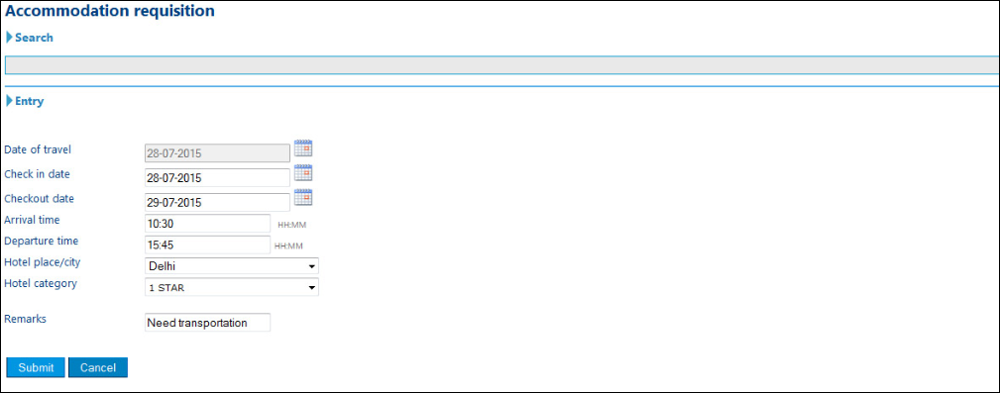 Accommodation requisition
Search
Entry
Date of travel 28-07-2015
Check in date 28-07-2015
Checkout date 29-07-2015
Arrival time 10:30 HH:MM
Departure time 15:45 HH:MM
Hotel place/city Delhi
Hotel category 1 STAR
Remarks Need transportation
Submit Cancel